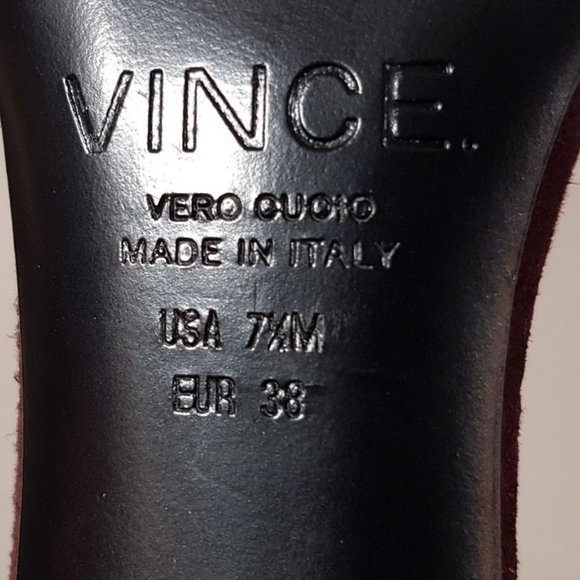 VINCE.
VERO CUOIO
MADE IN ITALY
USA 7½M
EUR 38